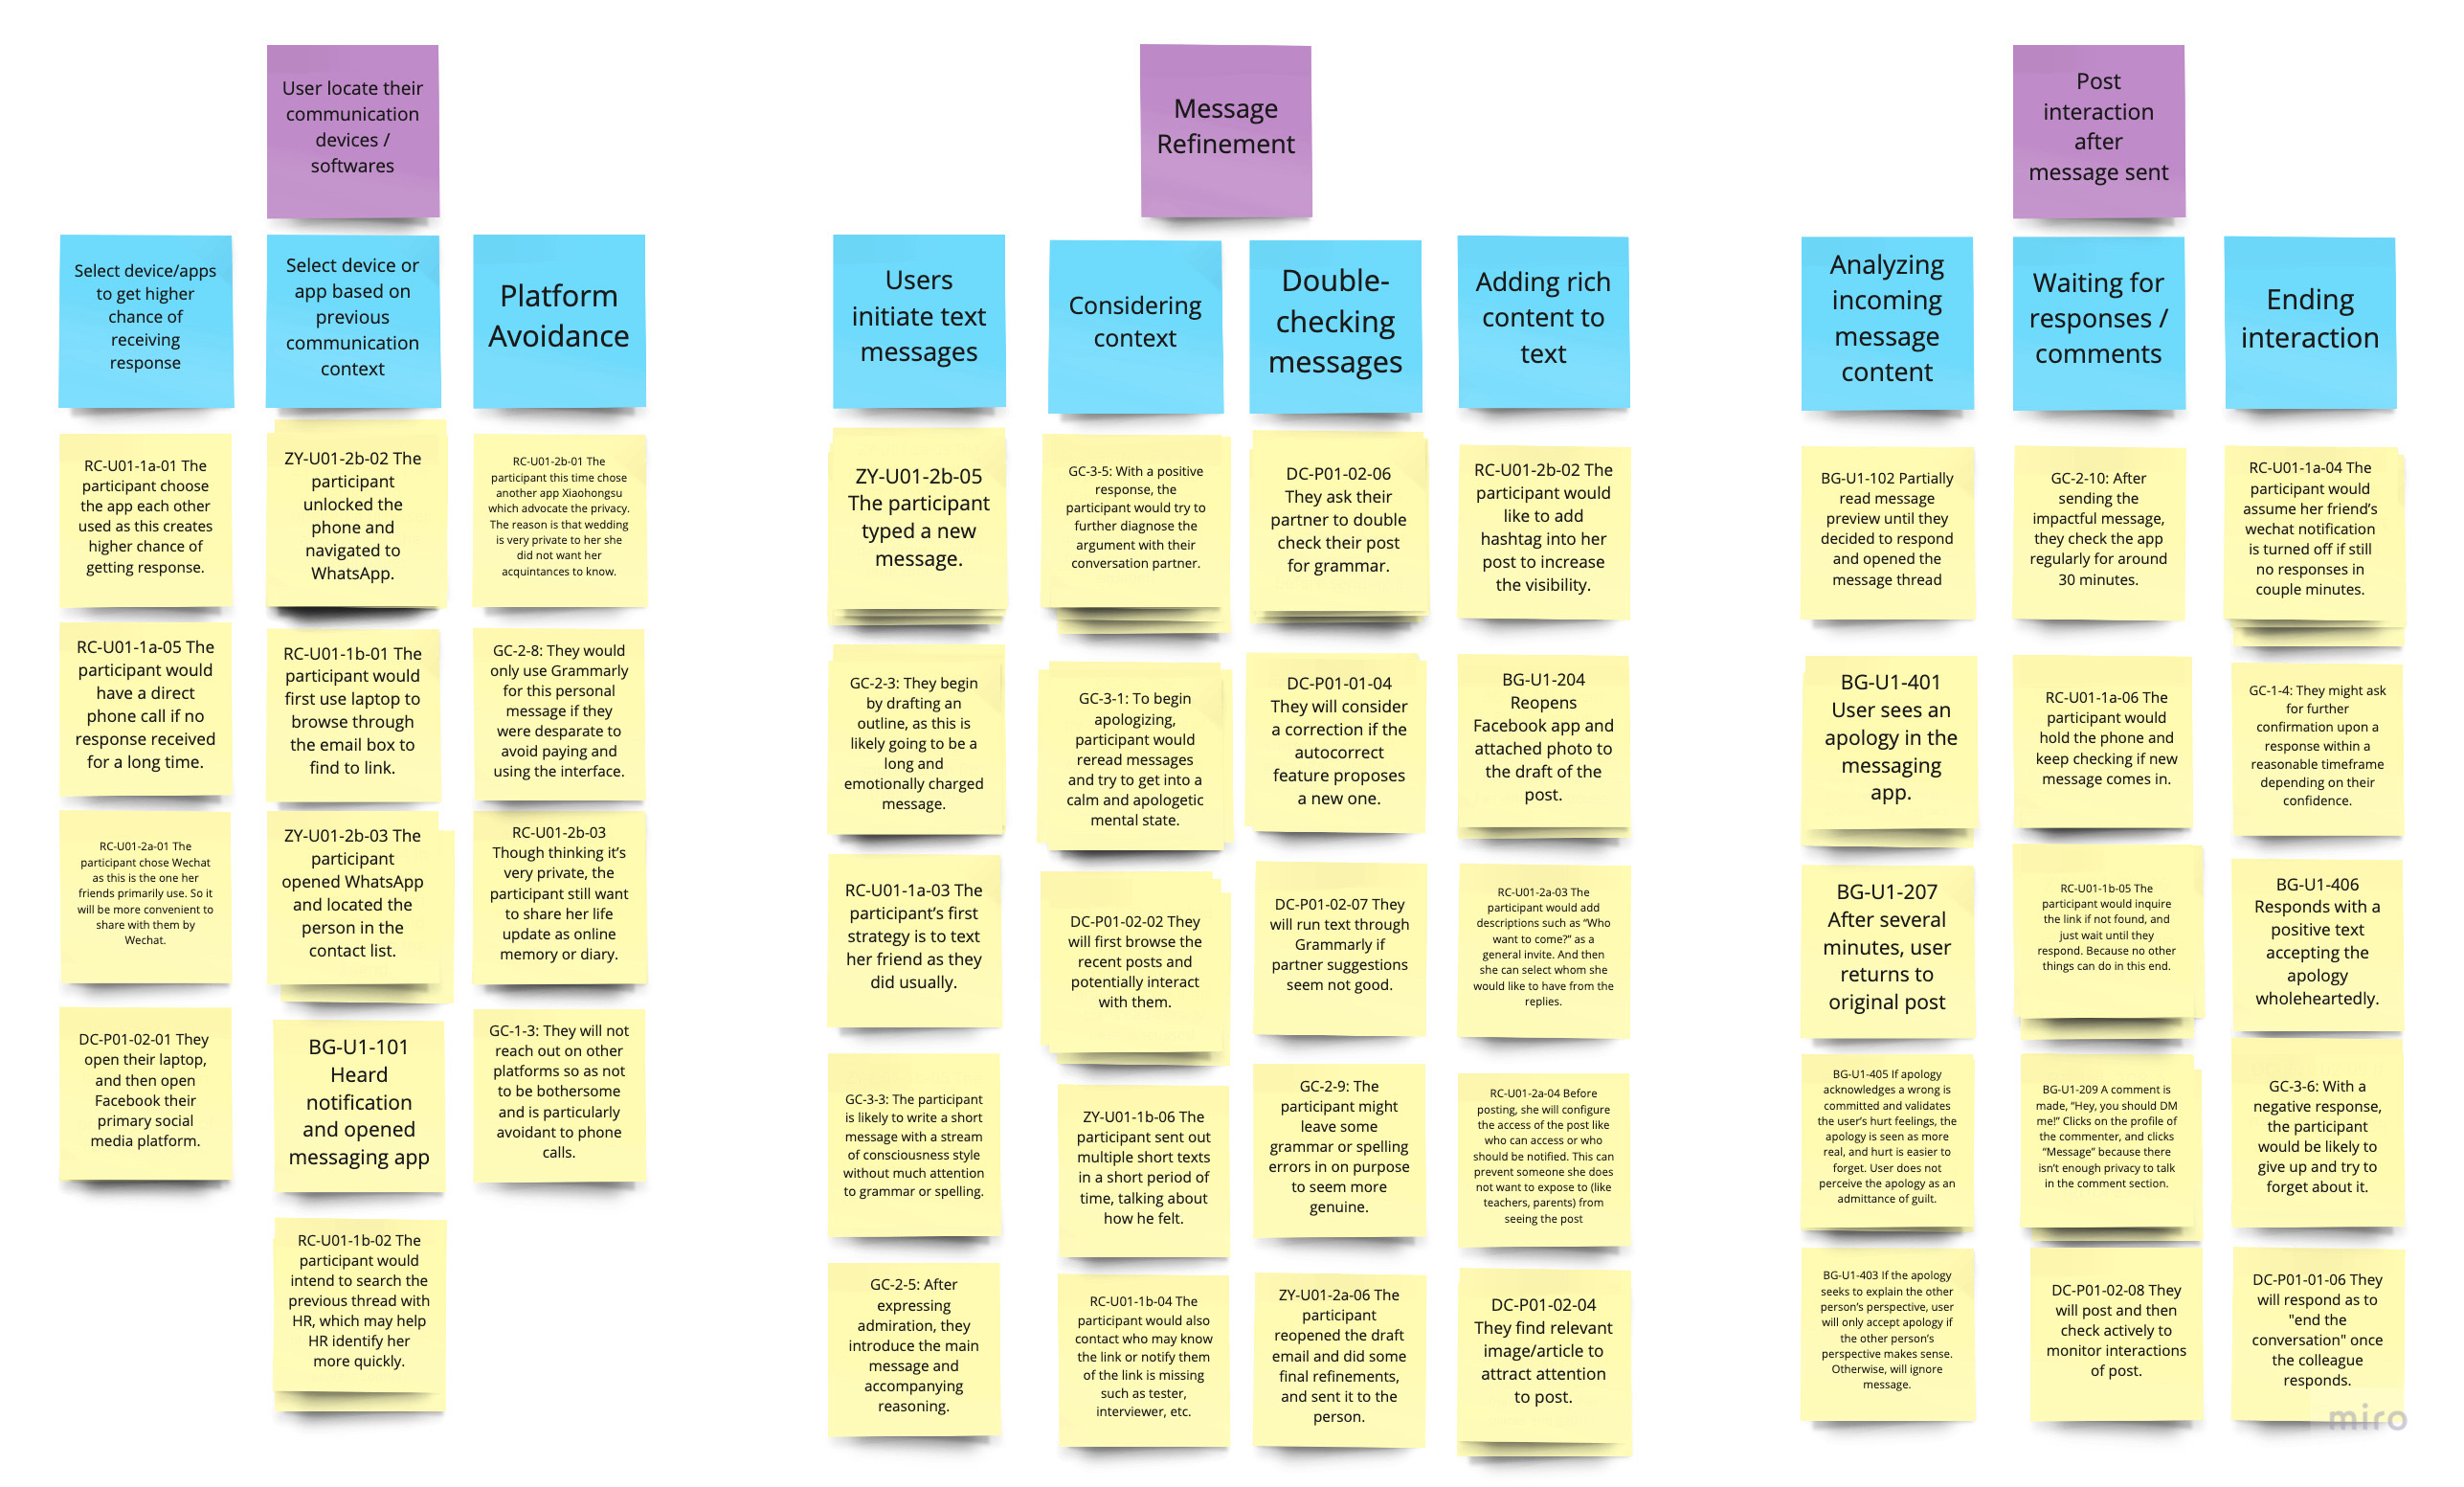 User locate their
communication
devices /
softwares
Message
Refinement
Post
interaction
after
message sent
Select device/apps
to get higher
chance of
receiving
response
Select device or
app based on
previous
communication
context
Platform
Avoidance
Users
initiate text
messages
Considering
context
Double-
checking
messages
Adding rich
content to
text
Analyzing
incoming
message
content
Waiting for
responses /
comments
Ending
interaction
RC-U01-1a-01 The
participant choose
the app each other
used as this creates
higher chance of
getting response.
RC-U01-1a-05 The
participant would
have a direct
phone call if no
response received
for a long time.
RC-U01-2a-01 The
participant chose Wechat
as this is the one her
friends primarily use. So it
will be more convenient to
share with them by
Wechat.
DC-P01-02-01 They
open their laptop,
and then open
Facebook their
primary social
media platform.
ZY-U01-2b-02 The
participant
unlocked the
phone and
navigated to
WhatsApp.
RC-U01-1b-01 The
participant would
first use laptop to
browse through
the email box to
find to link.
ZY-U01-2b-03 The
participant
opened WhatsApp
and located the
person in the
contact list.
BG-U1-101
Heard
notification
and opened
messaging app
RC-U01-1b-02 The
participant would
intend to search the
previous thread with
HR, which may help
HR identify her
more quickly.
RC-U01-2b-01 The
participant this time chose
another app Xiaohongsu
which advocate the privacy.
The reason is that wedding
is very private to her she
did not want her
acquintances to know.
GC-2-8: They would
only use Grammarly
for this personal
message if they
were desparate to
avoid paying and
using the interface.
RC-U01-2b-03
Though thinking it's
very private, the
participant still want
to share her life
update as online
memory or diary.
GC-1-3: They will not
reach out on other
platforms so as not
to be bothersome
and is particularly
avoidant to phone
calls.
ZY-U01-2b-05
The participant
typed a new
message.
GC-2-3: They begin
by drafting an
outline, as this is
likely going to be a
long and
emotionally charged
message.
RC-U01-1a-03 The
participant's first
strategy is to text
her friend as they
did usually.
GC-3-3: The participant
is likely to write a short
message with a stream
of consciousness style
without much attention
to grammar or spelling.
GC-2-5: After
expressing
admiration, they
introduce the main
message and
accompanying
reasoning.
GC-3-5: With a positive
response, the
participant would try to
further diagnose the
argument with their
conversation partner.
GC-3-1: To begin
apologizing,
participant would
reread messages
and try to get into a
calm and apologetic
mental state.
DC-P01-02-02 They
will first browse the
recent posts and
potentially interact
with them.
ZY-U01-1b-06 The
participant sent out
multiple short texts
in a short period of
time, talking about
how he felt.
RC-U01-1b-04 The
participant would also
contact who may know
the link or notify them
of the link is missing
such as tester,
interviewer, etc.
DC-P01-02-06
They ask their
partner to double
check their post
for grammar.
DC-P01-01-04
They will consider
a correction if the
autocorrect
feature proposes
a new one.
DC-P01-02-07 They
will run text through
Grammarly if
partner suggestions
seem not good.
GC-2-9: The
participant might
leave some
grammar or spelling
errors in on purpose
to seem more
genuine.
ZY-U01-2a-06 The
participant
reopened the draft
email and did some
final refinements,
and sent it to the
person.
RC-U01-2b-02 The
participant would
like to add
hashtag into her
post to increase
the visibility.
BG-U1-204
Reopens
Facebook app and
attached photo to
the draft of the
post.
RC-U01-2a-03 The
participant would add
descriptions such as “Who
want to come?” as a
general invite. And then
she can select whom she
would like to have from the
replies.
RC-U01-2a-04 Before
posting, she will configure
the access of the post like
who can access or who
should be notified. This can
prevent someone she does
not want to expose to (like
teachers, parents) from
seeing the post
DC-P01-02-04
They find relevant
image/article to
attract attention
to post.
BG-U1-102 Partially
read message
preview until they
decided to respond
and opened the
message thread
BG-U1-401
User sees an
apology in the
messaging
app.
BG-U1-207
After several
minutes, user
returns to
original post
BG-U1-405 If apology
acknowledges a wrong is
committed and validates
the user's hurt feelings, the
apology is seen as more
real, and hurt is easier to
forget. User does not
perceive the apology as an
admittance of guilt.
BG-U1-403 If the apology
seeks to explain the other
person's perspective, user
will only accept apology if
the other person's
perspective makes sense.
Otherwise, will ignore
message.
GC-2-10: After
sending the
impactful message,
they check the app
regularly for around
30 minutes.
RC-U01-1a-06 The
participant would
hold the phone and
keep checking if new
message comes in.
RC-U01-1b-05 The
participant would inquire
the link if not found, and
just wait until they
respond. Because no other
things can do in this end.
BG-U1-209 A comment is
made, “Hey, you should DM
me!” Clicks on the profile of
the commenter, and clicks
“Message” because there
isn't enough privacy to talk
in the comment section.
DC-P01-02-08 They
will post and then
check actively to
monitor interactions
of post.
RC-U01-1a-04 The
participant would
assume her friend's
wechat notification
is turned off if still
no responses in
couple minutes.
GC-1-4: They might ask
for further
confirmation upon a
response within a
reasonable timeframe
depending on their
confidence.
BG-U1-406
Responds with a
positive text
accepting the
apology
wholeheartedly.
GC-3-6: With a
negative response,
the participant
would be likely to
give up and try to
forget about it.
DC-P01-01-06 They
will respond as to
"end the
conversation" once
the colleague
responds.
miro